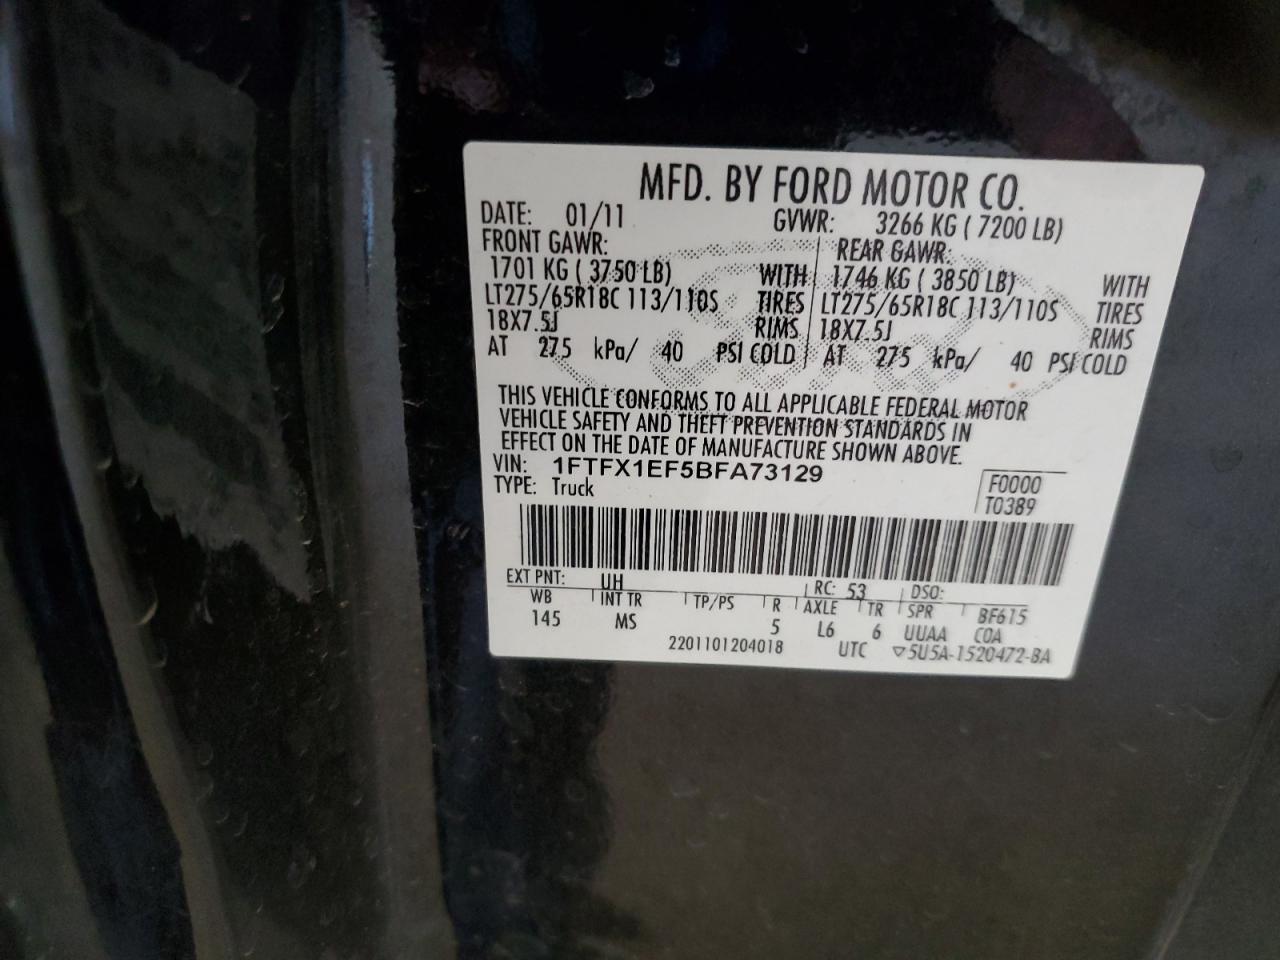 MFD. BY FORD MOTOR CO.
DATE: 01/11 GVWR: 3266 KG ( 7200 LB)
FRONT GAWR: REAR GAWR:
1701 KG ( 3750 LB) WITH 1746 KG ( 3850 LB) WITH
LT275/65R18C 113/110S TIRES LT275/65R18C 113/110S TIRES
18X7.5J RIMS 18X7.5J RIMS
AT 275 kPa/ 40 PSI COLD AT 275 kPa/ 40 PSI COLD
THIS VEHICLE CONFORMS TO ALL APPLICABLE FEDERAL MOTOR
VEHICLE SAFETY AND THEFT PREVENTION STANDARDS IN
EFFECT ON THE DATE OF MANUFACTURE SHOWN ABOVE.
VIN: 1FTFX1EF5BFA73129 F0000
TYPE: Truck T0389
EXT PNT: UH RC: 53 DSO:
WB INT TR TP/PS R AXLE TR SPR BF615
145 MS 5 L6 6 UUAA COA
2201101204018 UTC ▽5U5A-1520472-BA